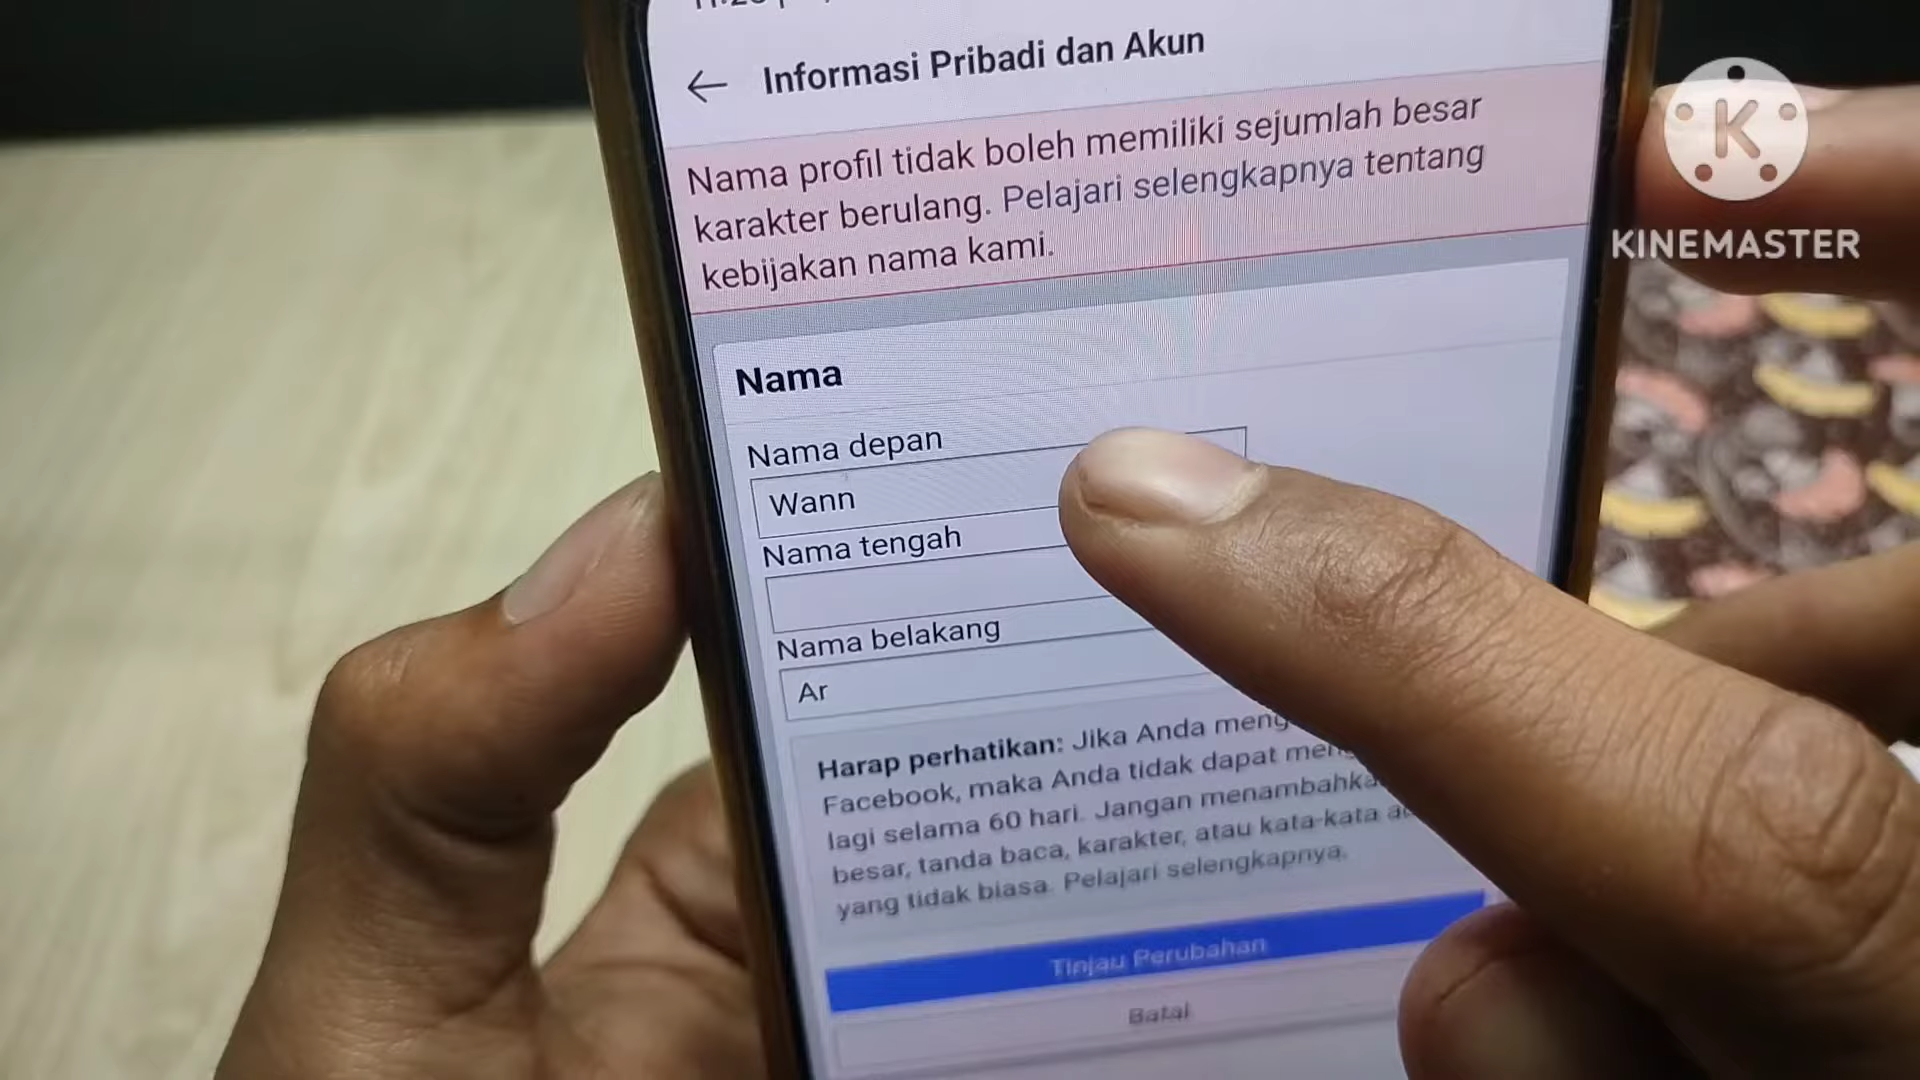 Informasi Pribadi dan Akun
K
KINEMASTER
Nama profil tidak boleh memiliki sejumlah besar
karakter berulang. Pelajari selengkapnya tentang
kebijakan nama kami.
Nama
Nama depan
Wann
Nama tengah
Nama belakang
Ar
Harap perhatikan: Jika Anda
Facebook, maka Anda tidak dapat
lagi selama 60 hari. Jangan
besar, tanda baca, karakter, atau kata-kata
yang tidak biasa. Pelajari selengkapnya.
Tinjau Perubahan
Batal